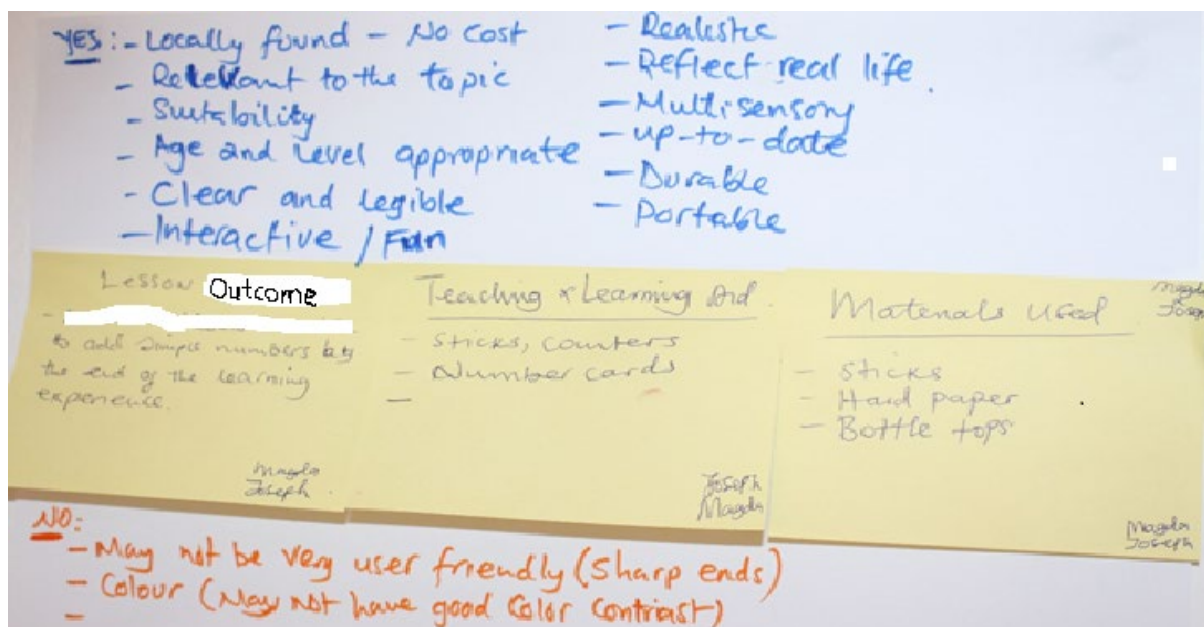 YES: - Locally found - No cost
- Relevant to the topic
- Suitability
- Age and Level appropriate
- Clear and legible
- Interactive / Fun
- Realistic
- Reflect real life.
- Multisensory
- up-to-date
- Durable
- Portable
Lesson Outcome
-
to add simple numbers by
the end of the learning
experience.
Magda
Joseph
Teaching & Learning Aid
- Sticks, counters
- Number cards
-
Joseph
Magda
Materials Used
Magda
Joseph
- Sticks
- Hard paper
- Bottle tops
Magda
Joseph
NO:
- May not be very user friendly (Sharp ends)
- Colour (May not have good Color Contrast)
-